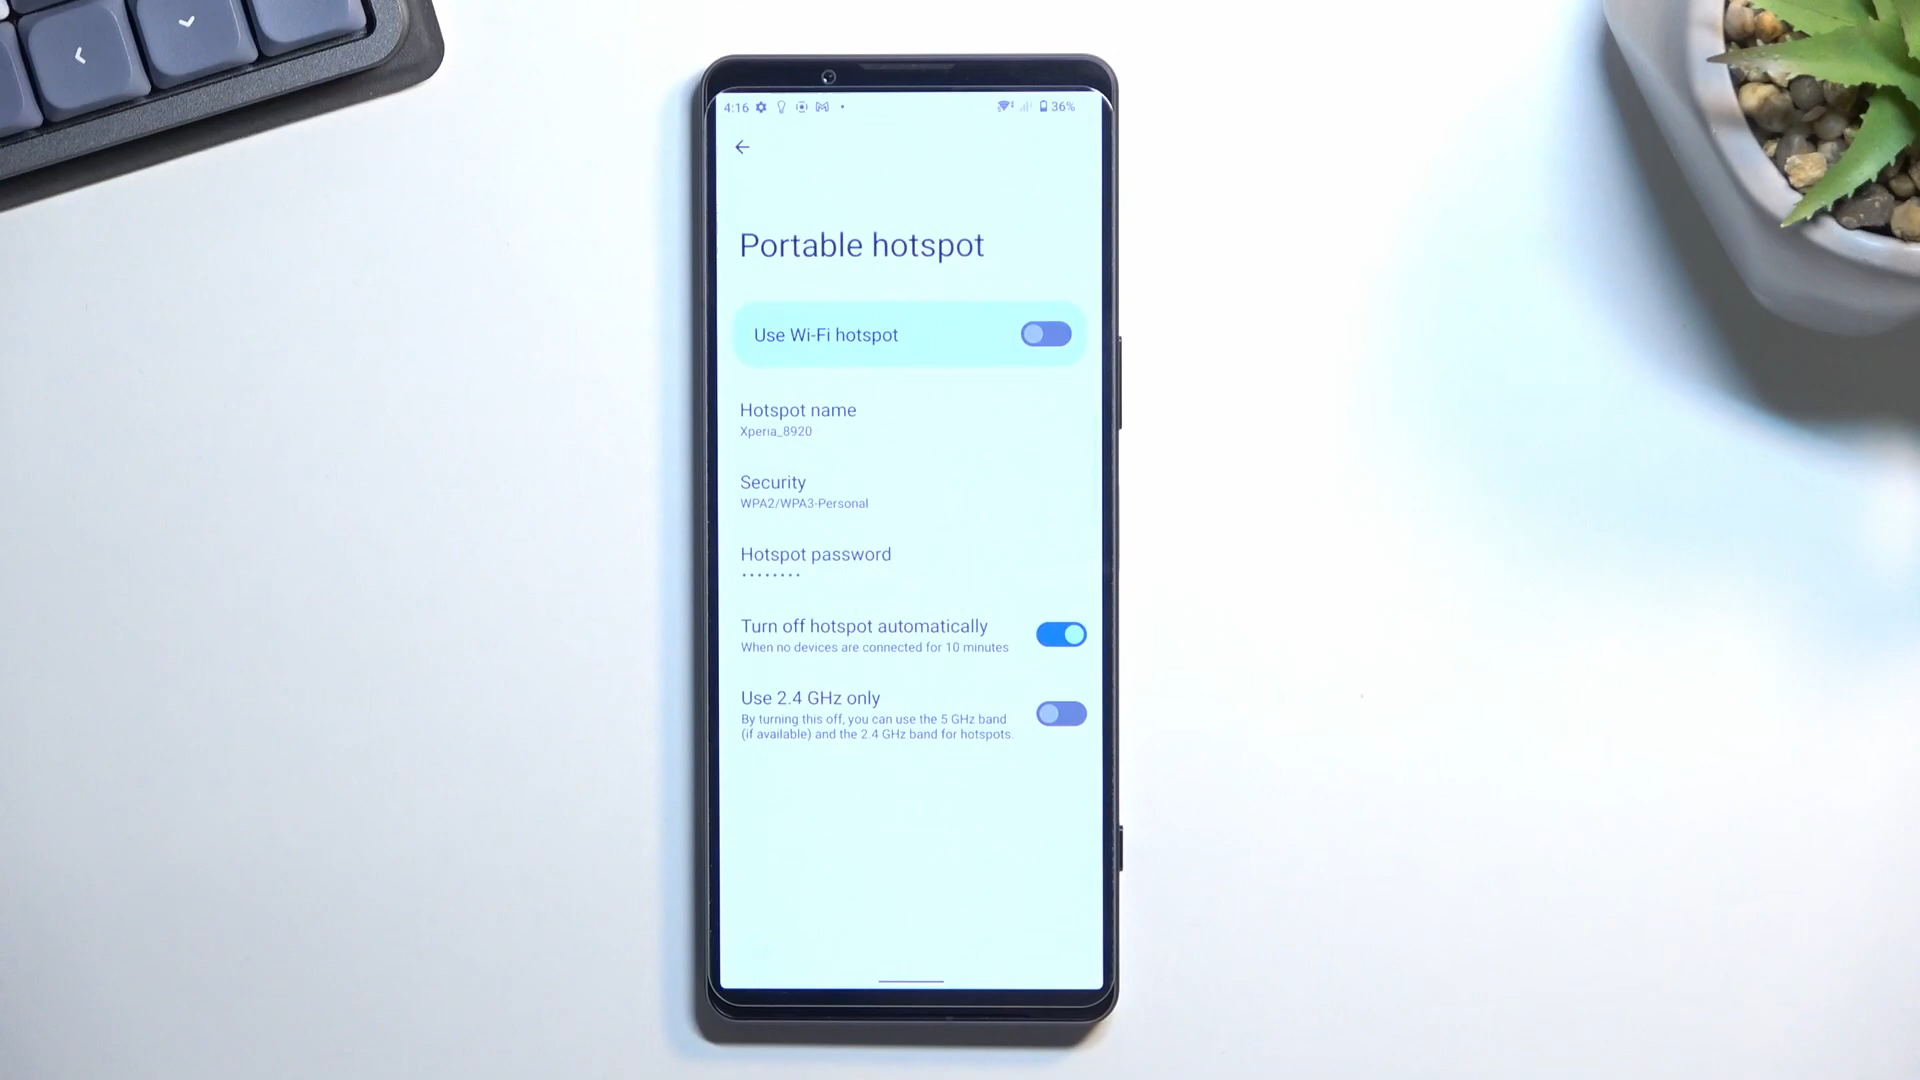 4:16
36%
Portable hotspot
Use Wi-Fi hotspot
Hotspot name
Xperia_8920
Security
WPA2/WPA3-Personal
Hotspot password
••••••••
Turn off hotspot automatically
When no devices are connected for 10 minutes
Use 2.4 GHz only
By turning this off, you can use the 5 GHz band
(if available) and the 2.4 GHz band for hotspots.